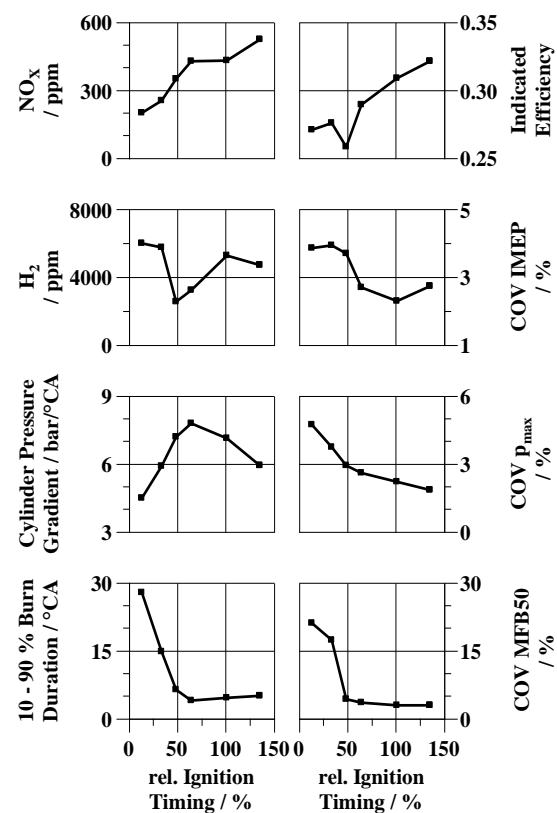 NOX
/ ppm
600
300
0
0.35
0.30
0.25
Indicated
Efficiency
H2
/ ppm
8000
4000
0
5
3
1
COV IMEP
/ %
Cylinder Pressure
Gradient / bar/°CA
9
6
3
6
3
0
COV pmax
/ %
10 - 90 % Burn
Duration / °CA
30
15
0
30
15
0
COV MFB50
/ %
0 50 100 150 0 50 100 150
rel. Ignition
Timing / %
rel. Ignition
Timing / %